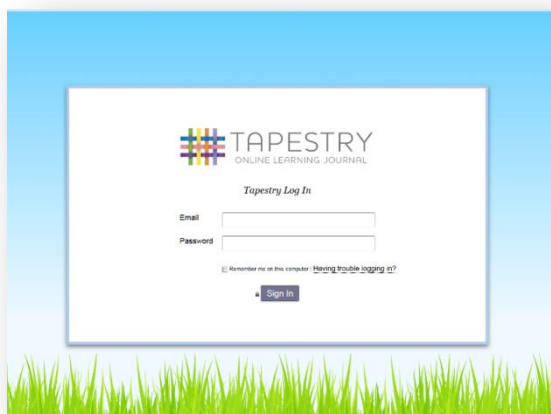 TAPESTRY
ONLINE LEARNING JOURNAL
Tapestry Log In
Email
Password
Remember me on this computer | Having trouble logging in?
Sign In